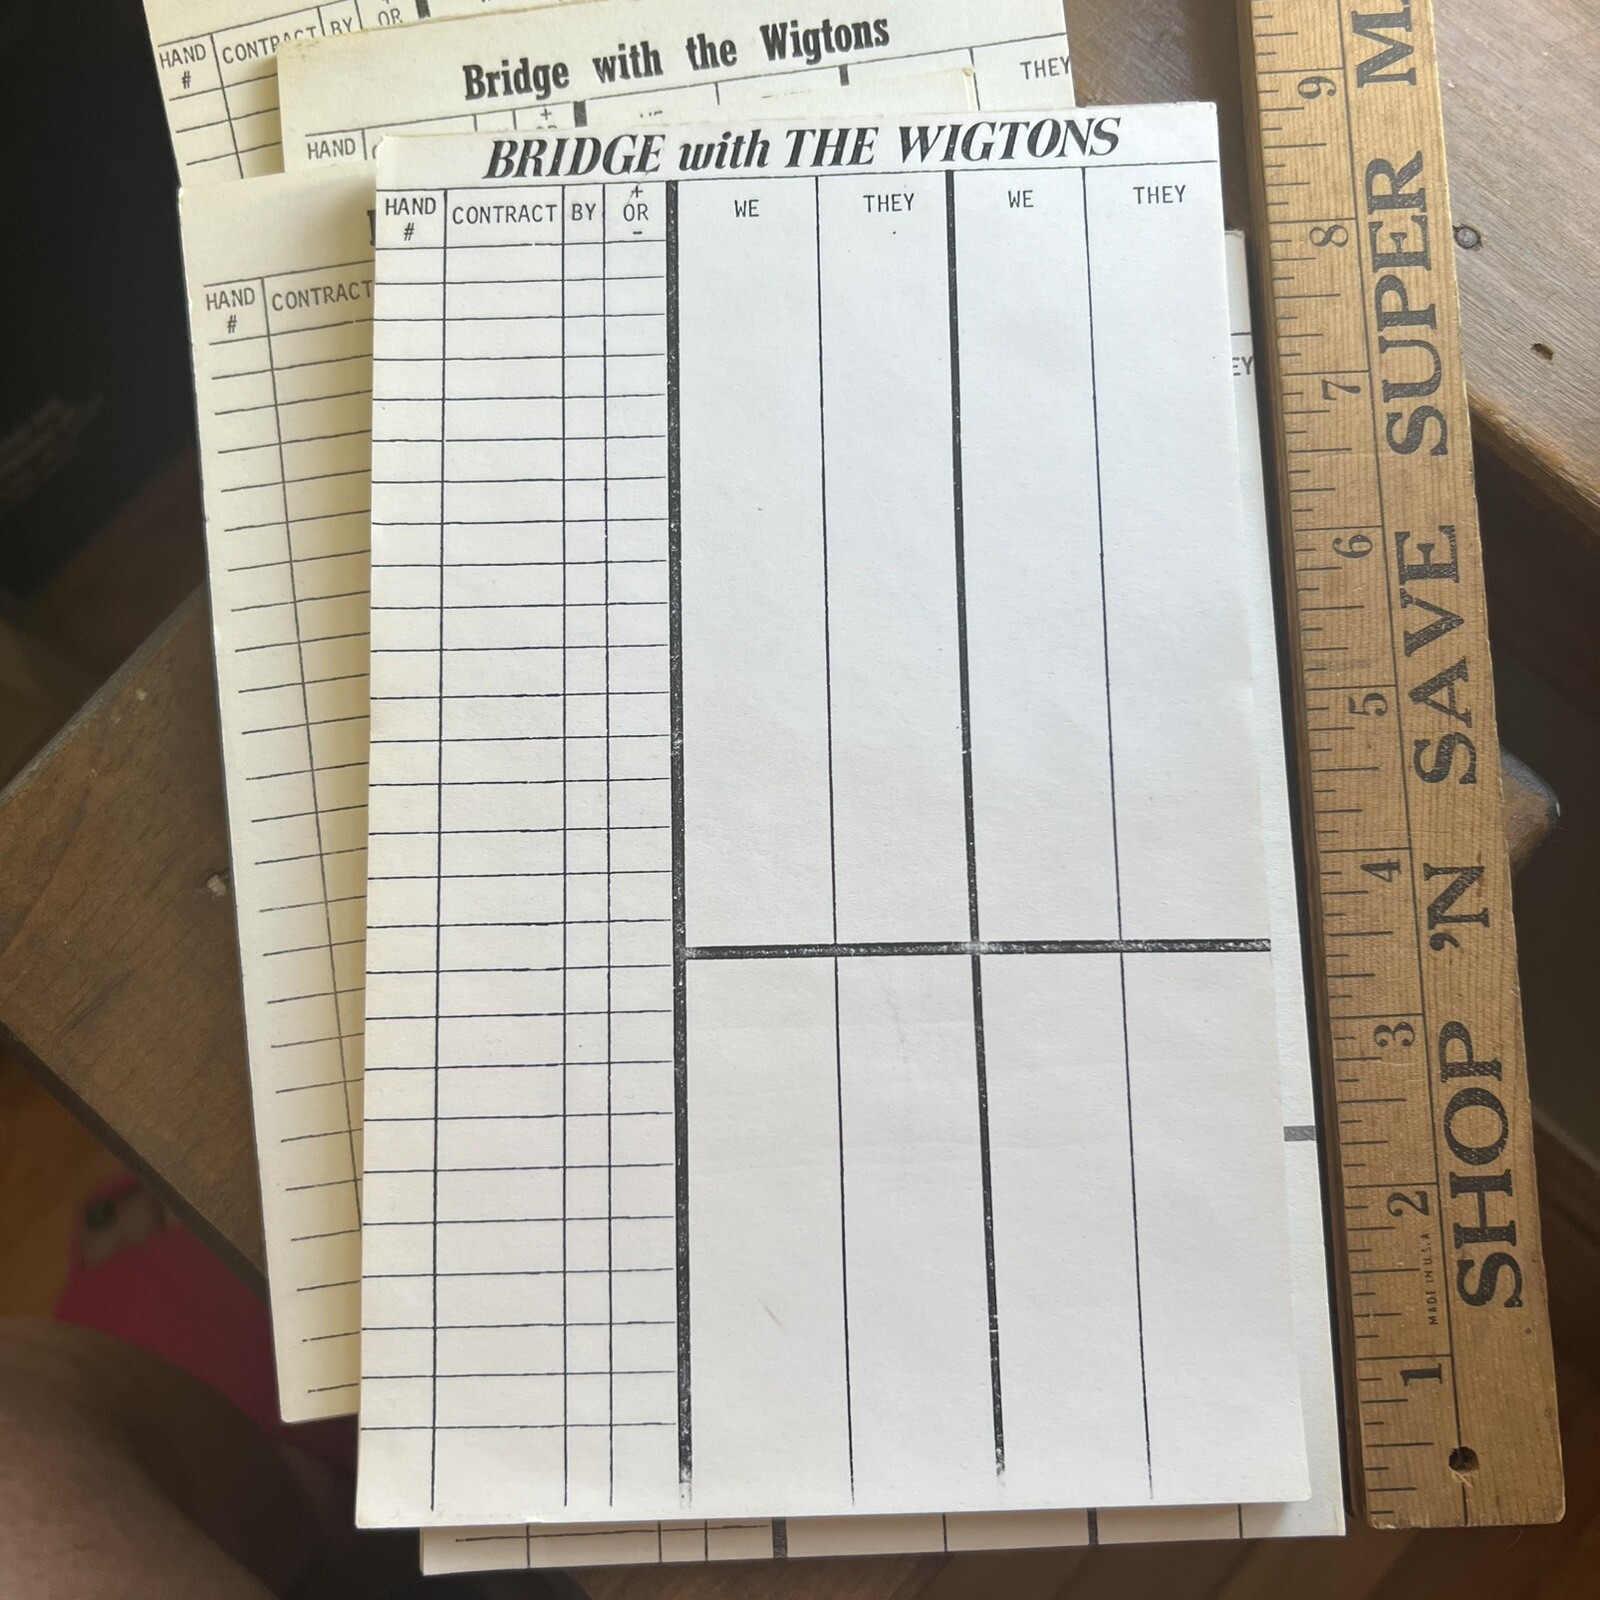 HAND # CONTRACT BY + OR
Bridge with the Wigtons
HAND # THEY
BRIDGE with THE WIGTONS
HAND # CONTRACT BY + OR - WE THEY WE THEY
HAND # CONTRACT
9
8
7
6
5
4
3
2
1
MADE IN U.S.A
SHOP 'N SAVE SUPER